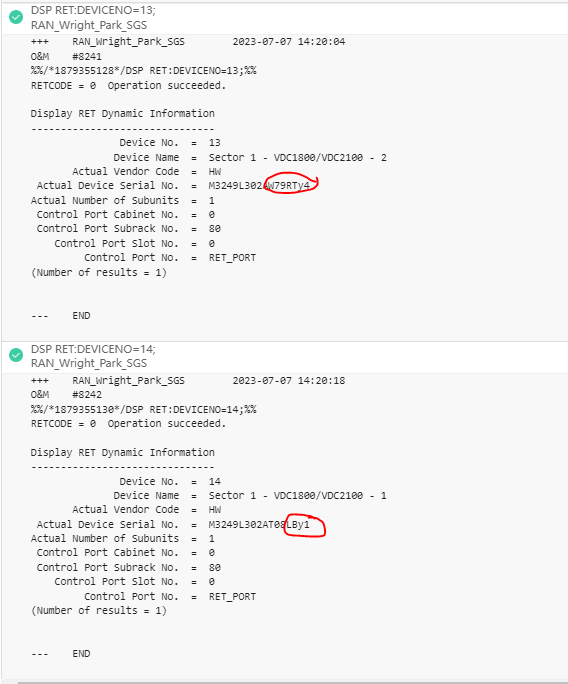 DSP RET:DEVICENO=13;
RAN_Wright_Park_SGS
+++    RAN_Wright_Park_SGS        2023-07-07 14:20:04
O&M    #8241
%%/*1879355128*/DSP RET:DEVICENO=13;%%
RETCODE = 0  Operation succeeded.
Display RET Dynamic Information
-------------------------------
Device No.  =  13
Device Name  =  Sector 1 - VDC1800/VDC2100 - 2
Actual Vendor Code  =  HW
Actual Device Serial No.  =
Actual Number of Subunits  =  1
Control Port Cabinet No.  =  0
Control Port Subrack No.  =  80
Control Port Slot No.  =  0
Control Port No.  =  RET_PORT
(Number of results = 1)
---    END
DSP RET:DEVICENO=14;
RAN_Wright_Park_SGS
+++    RAN_Wright_Park_SGS        2023-07-07 14:20:18
O&M    #8242
%%/*1879355130*/DSP RET:DEVICENO=14;%%
RETCODE = 0  Operation succeeded.
Display RET Dynamic Information
-------------------------------
Device No.  =  14
Device Name  =  Sector 1 - VDC1800/VDC2100 - 1
Actual Vendor Code  =  HW
Actual Device Serial No.  =  M3249L302AT08LBy1
Actual Number of Subunits  =  1
Control Port Cabinet No.  =  0
Control Port Subrack No.  =  80
Control Port Slot No.  =  0
Control Port No.  =  RET_PORT
(Number of results = 1)
---    END